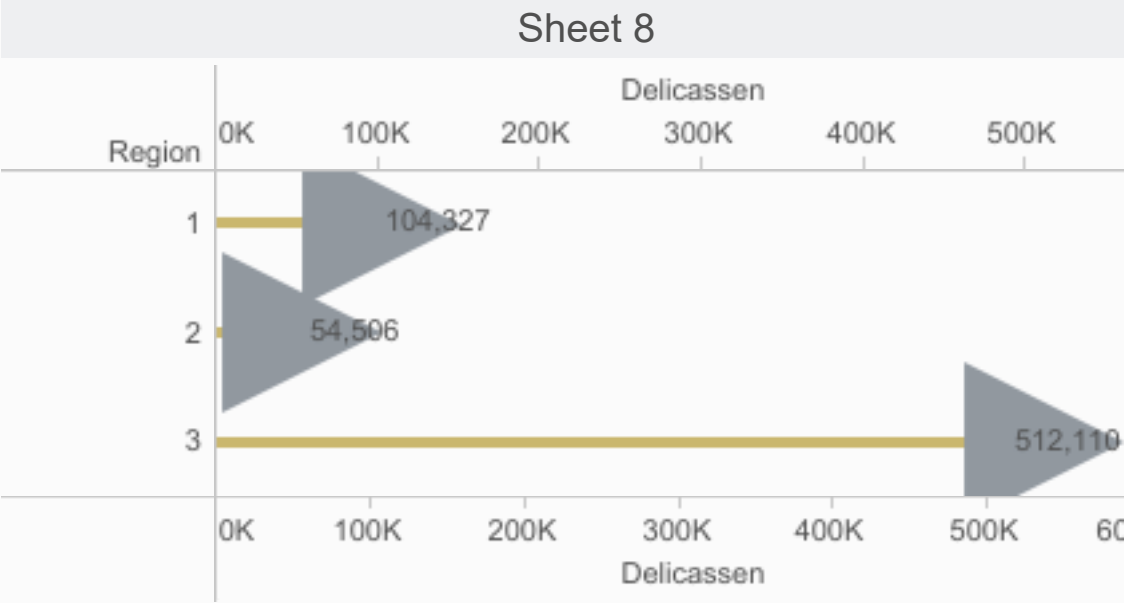 Sheet 8
Delicassen
0K 100K 200K 300K 400K 500K
Region
1 104,327
2 54,506
3 512,110
0K 100K 200K 300K 400K 500K 60
Delicassen